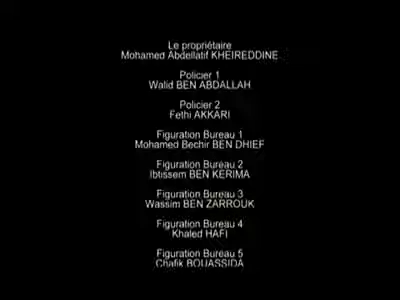 Le propriétaire
Mohamed Abdellatif KHEIREDDINE
Policier 1
Walid BEN ABDALLAH
Policier 2
Fethi AKKARI
Figuration Bureau 1
Mohamed Bechir BEN DHIEF
Figuration Bureau 2
Ibtissem BEN KERIMA
Figuration Bureau 3
Wassim BEN ZARROUK
Figuration Bureau 4
Khaled HAFI
Figuration Bureau 5
Chafik BOUASSIDA